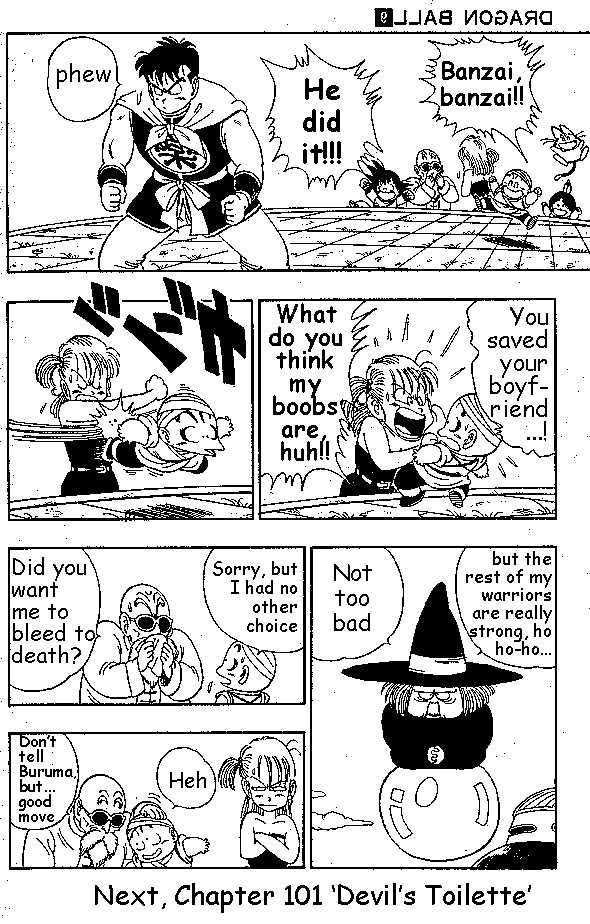 DRAGON BALL 9
phew
He
did
it!!!
Banzai,
banzai!!
What
do you
think
my
boobs
are,
huh!!
You
saved
your
boyf-
riend
...!
Did you
want
me to
bleed to
death?
Sorry, but
I had no
other
choice
Don't
tell
Buruma,
but...
good
move
Heh
Not
too
bad
but the
rest of my
warriors
are really
strong, ho
ho-ho...
Next, Chapter 101 'Devil's Toilette'